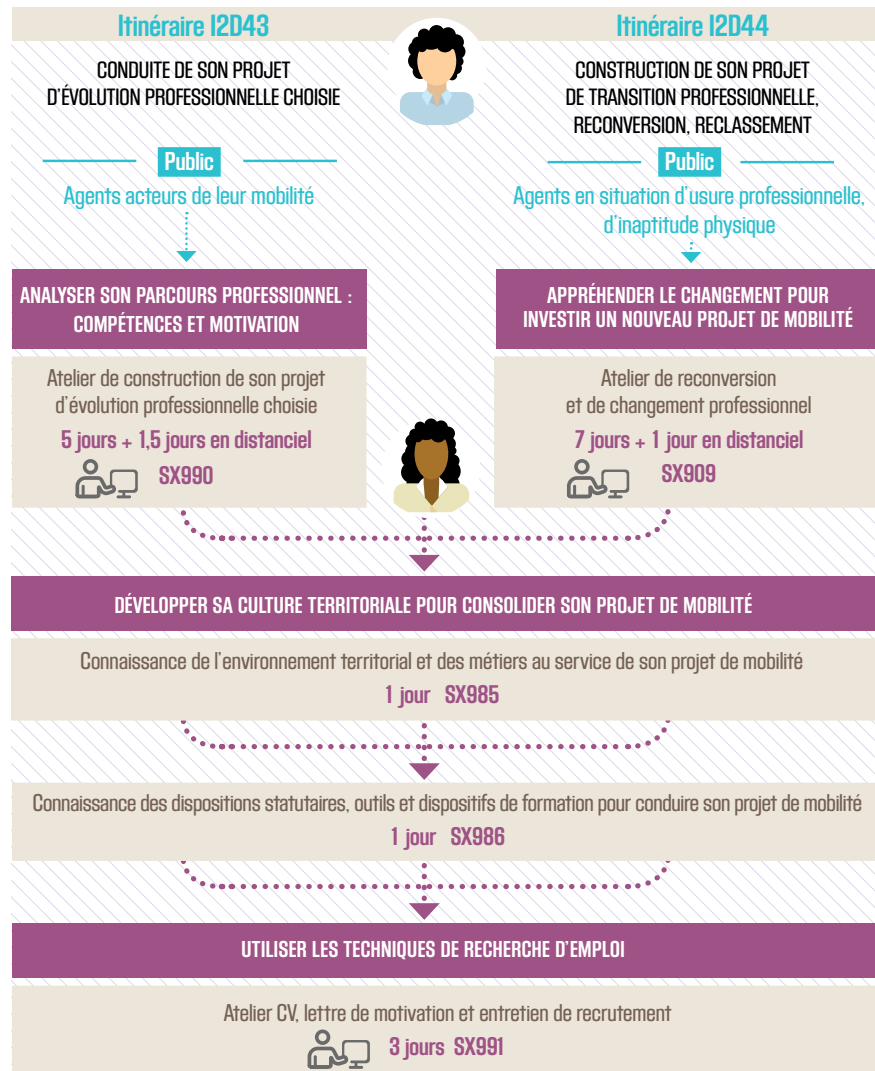 Itinéraire I2D43
CONDUITE DE SON PROJET
D'ÉVOLUTION PROFESSIONNELLE CHOISIE
Public
Agents acteurs de leur mobilité
ANALYSER SON PARCOURS PROFESSIONNEL :
COMPÉTENCES ET MOTIVATION
Atelier de construction de son projet
d'évolution professionnelle choisie
5 jours + 1,5 jours en distanciel
SX990
Itinéraire I2D44
CONSTRUCTION DE SON PROJET
DE TRANSITION PROFESSIONNELLE,
RECONVERSION, RECLASSEMENT
Public
Agents en situation d'usure professionnelle,
d'inaptitude physique
APPRÉHENDER LE CHANGEMENT POUR
INVESTIR UN NOUVEAU PROJET DE MOBILITÉ
Atelier de reconversion
et de changement professionnel
7 jours + 1 jour en distanciel
SX909
DÉVELOPPER SA CULTURE TERRITORIALE POUR CONSOLIDER SON PROJET DE MOBILITÉ
Connaissance de l'environnement territorial et des métiers au service de son projet de mobilité
1 jour SX985
Connaissance des dispositions statutaires, outils et dispositifs de formation pour conduire son projet de mobilité
1 jour SX986
UTILISER LES TECHNIQUES DE RECHERCHE D'EMPLOI
Atelier CV, lettre de motivation et entretien de recrutement
3 jours SX991